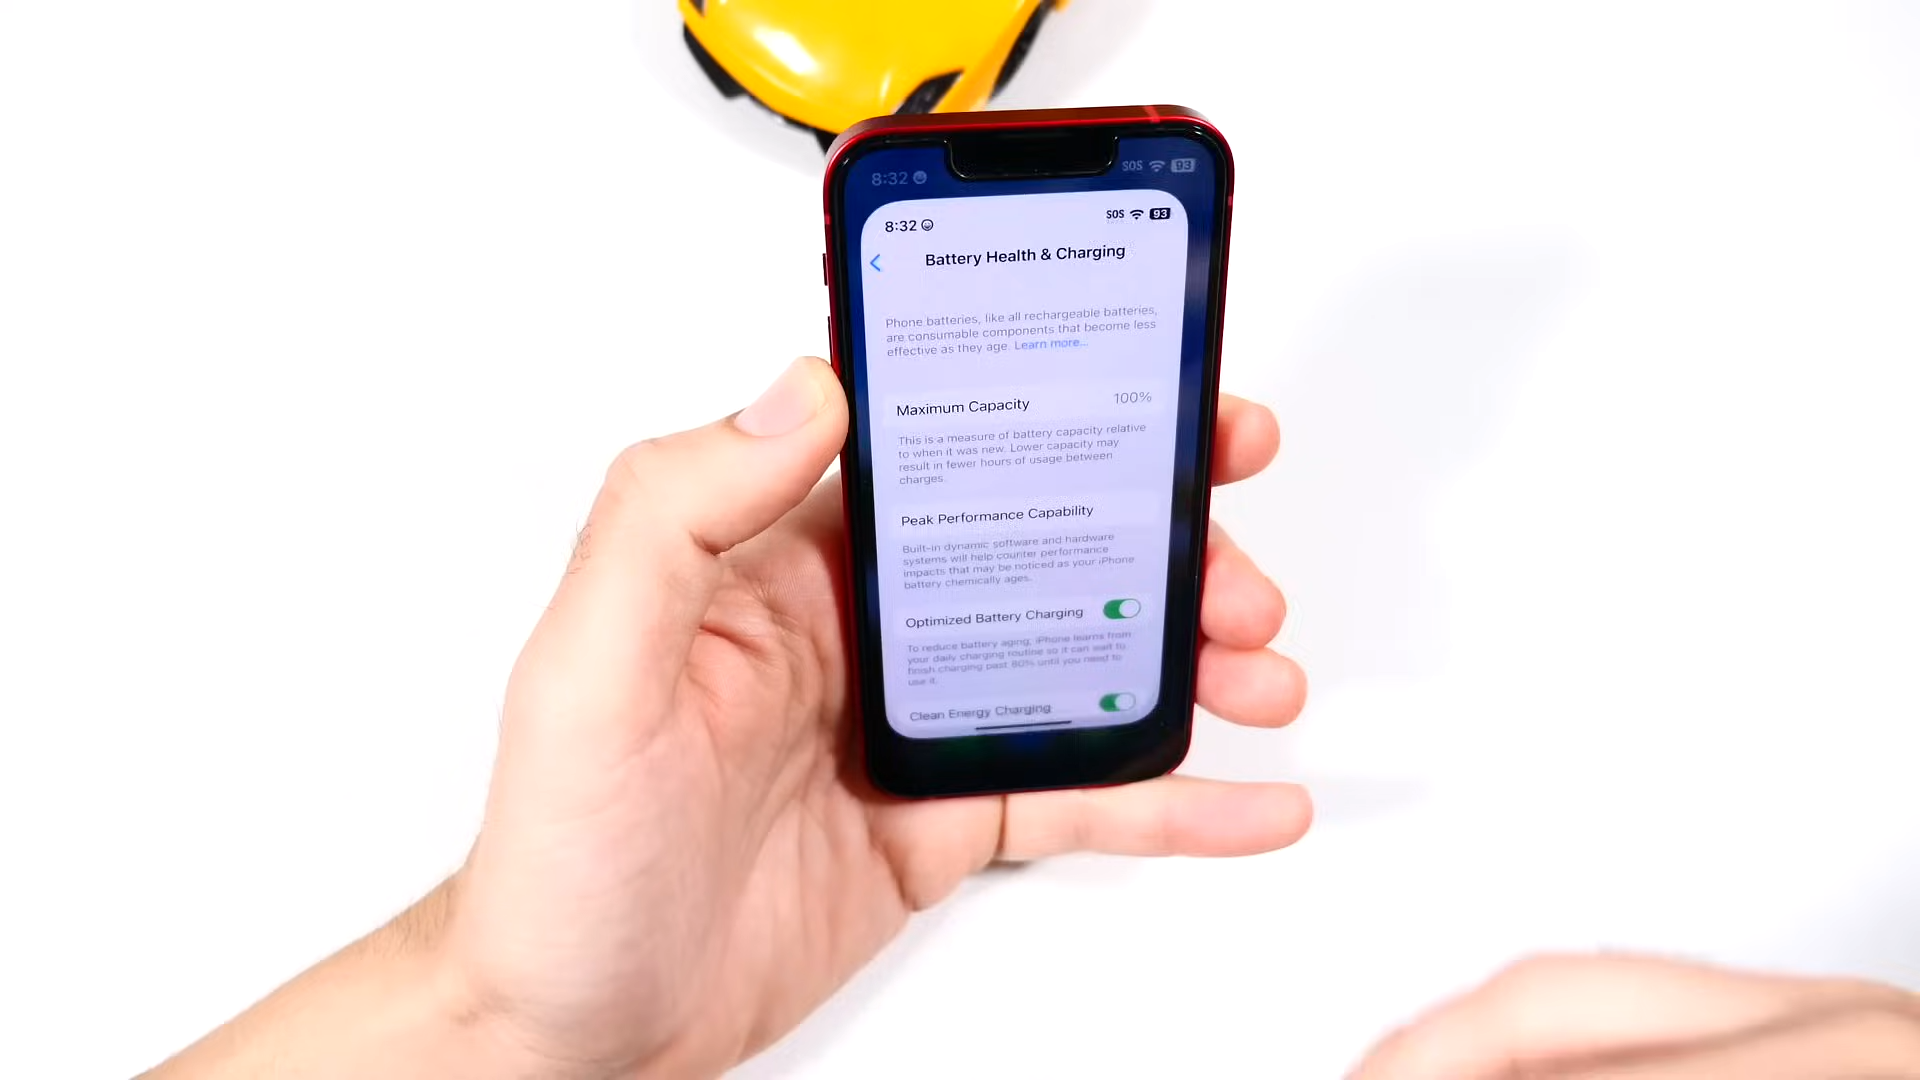 8:32 SOS 93
8:32 SOS 93
Battery Health & Charging
Phone batteries, like all rechargeable batteries,
are consumable components that become less
effective as they age. Learn more...
Maximum Capacity 100%
This is a measure of battery capacity relative
to when it was new. Lower capacity may
result in fewer hours of usage between
charges.
Peak Performance Capability
Built-in dynamic software and hardware
systems will help counter performance
impacts that may be noticed as your iPhone
battery chemically ages.
Optimized Battery Charging
To reduce battery aging, iPhone learns from
your daily charging routine so it can wait to
finish charging past 80% until you need to
use it.
Clean Energy Charging